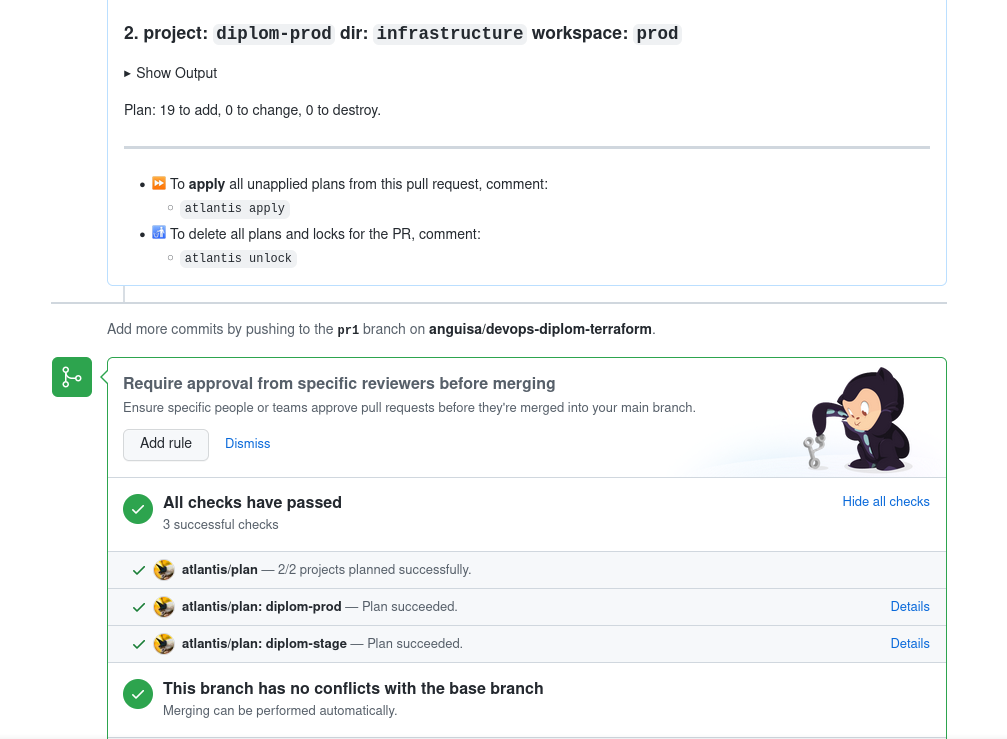 2. project: diplom-prod dir: infrastructure workspace: prod
Show Output
Plan: 19 to add, 0 to change, 0 to destroy.
To apply all unapplied plans from this pull request, comment:
atlantis apply
To delete all plans and locks for the PR, comment:
atlantis unlock
Add more commits by pushing to the pr1 branch on anguisa/devops-diplom-terraform.
Require approval from specific reviewers before merging
Ensure specific people or teams approve pull requests before they're merged into your main branch.
Add rule Dismiss
All checks have passed Hide all checks
3 successful checks
atlantis/plan — 2/2 projects planned successfully.
atlantis/plan: diplom-prod — Plan succeeded. Details
atlantis/plan: diplom-stage — Plan succeeded. Details
This branch has no conflicts with the base branch
Merging can be performed automatically.